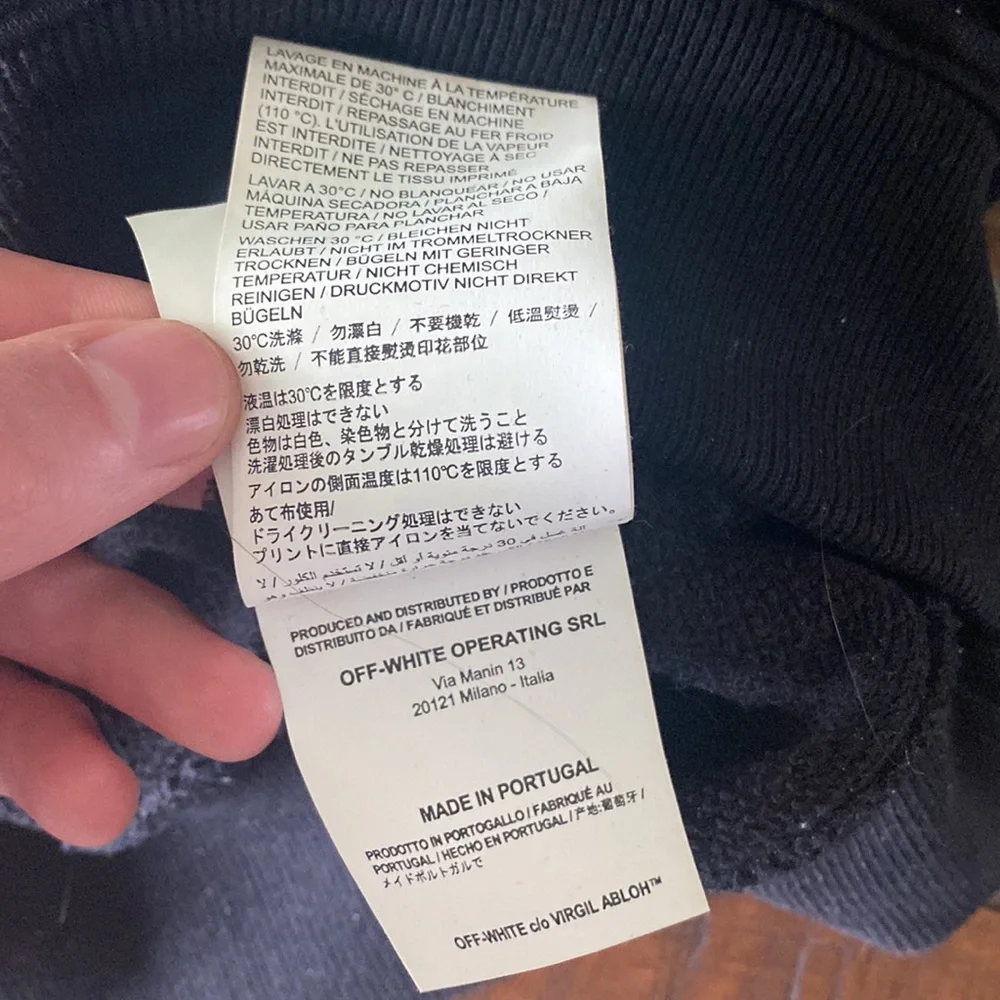 LAVAGE EN MACHINE À LA TEMPÉRATURE
MAXIMALE DE 30° C / BLANCHIMENT
INTERDIT / SÉCHAGE EN MACHINE
INTERDIT / REPASSAGE AU FER FROID
(110 °C). L'UTILISATION DE LA VAPEUR
EST INTERDITE / NETTOYAGE À SEC
INTERDIT / NE PAS REPASSER
DIRECTEMENT LE TISSU IMPRIMÉ
LAVAR A 30°C / NO BLANQUEAR / NO USAR
MÁQUINA SECADORA / PLANCHAR A BAJA
TEMPERATURA / NO LAVAR AL SECO /
USAR PAÑO PARA PLANCHAR
WASCHEN 30 °C / BLEICHEN NICHT
ERLAUBT / NICHT IM TROMMELTROCKNER
TROCKNEN / BÜGELN MIT GERINGER
TEMPERATUR / NICHT CHEMISCH
REINIGEN / DRUCKMOTIV NICHT DIREKT
BÜGELN
30℃洗滌 / 勿灜白 / 不要機乾 / 低溫熨燙 /
勿乾洗 / 不能直接熨燙印花部位
液温は30℃を限度とする
漂白処理はできない
色物は白色、染色物と分けて洗うこと
洗濯処理後のタンブル乾燥処理は避ける
アイロンの側面温度は110℃を限度とする
あて布使用/
ドライクリーニング処理はできない
プリントに直接アイロンを当てないでください。
في 30 درجة مئوية أو أقل / لا تستخدم الكلور / لا
PRODUCED AND DISTRIBUTED BY / PRODOTTO E
DISTRIBUITO DA / FABRIQUÉ ET DISTRIBUÉ PAR
OFF-WHITE OPERATING SRL
Via Manin 13
20121 Milano - Italia
MADE IN PORTUGAL
PRODOTTO IN PORTOGALLO / FABRIQUÉ AU
PORTUGAL / HECHO EN PORTUGAL / 产地:葡萄牙 /
メイドポルトガルで
OFF-WHITE c/o VIRGIL ABLOH™